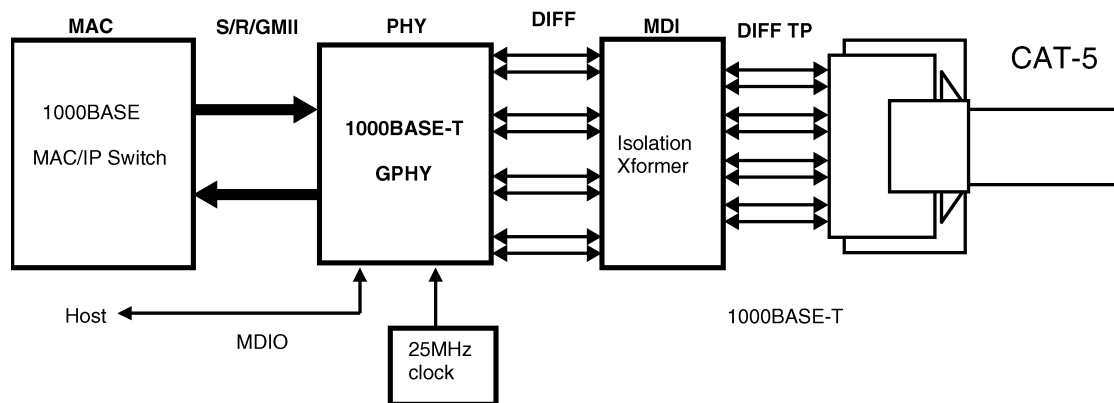 MAC
S/R/GMII
PHY
DIFF
MDI
DIFF TP
CAT-5
1000BASE
MAC/IP Switch
1000BASE-T
GPHY
Isolation
Xformer
Host
MDIO
25MHz
clock
1000BASE-T